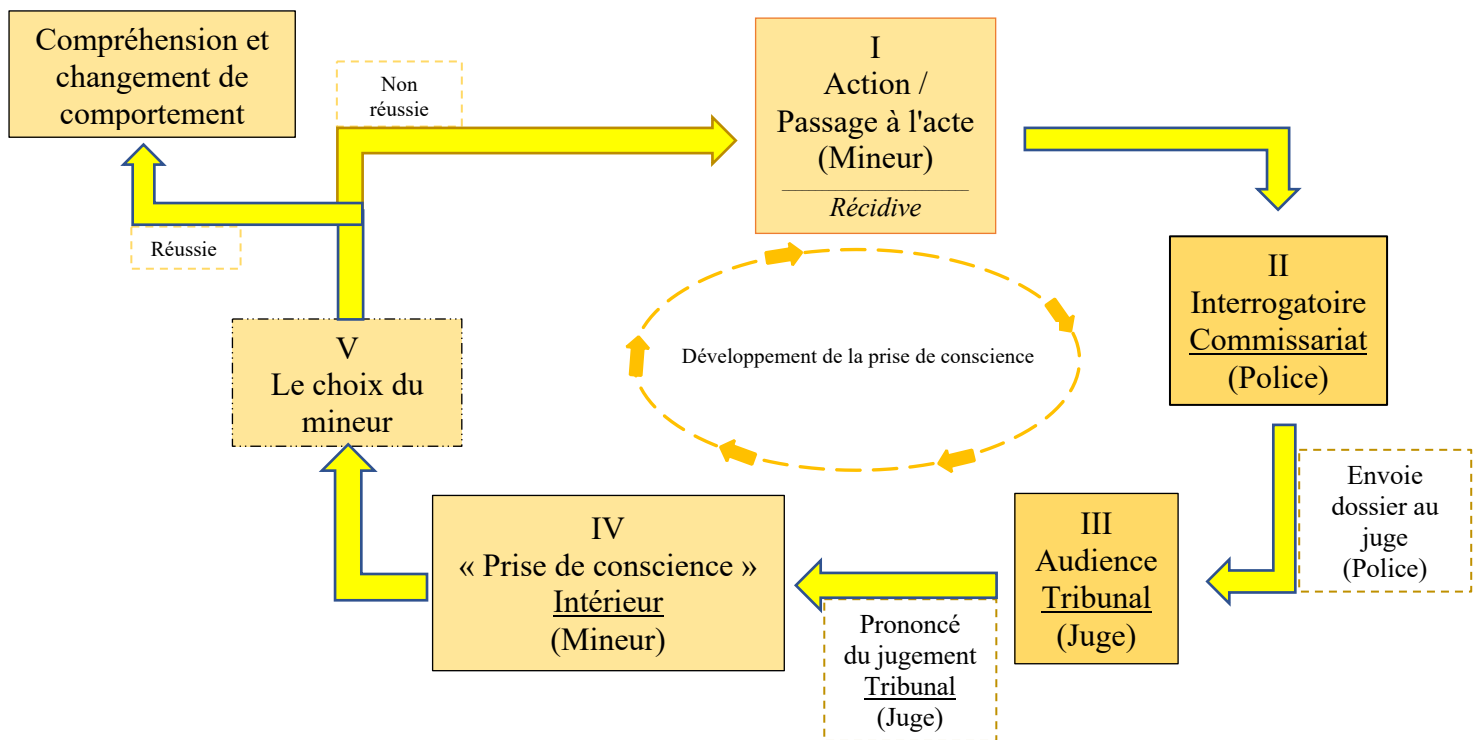 Compréhension et
changement de
comportement
Non
réussie
Réussie
I
Action /
Passage à l'acte
(Mineur)
Récidive
II
Interrogatoire
Commissariat
(Police)
Envoie
dossier au
juge
(Police)
III
Audience
Tribunal
(Juge)
Prononcé
du jugement
Tribunal
(Juge)
IV
« Prise de conscience »
Intérieur
(Mineur)
V
Le choix du
mineur
Développement de la prise de conscience